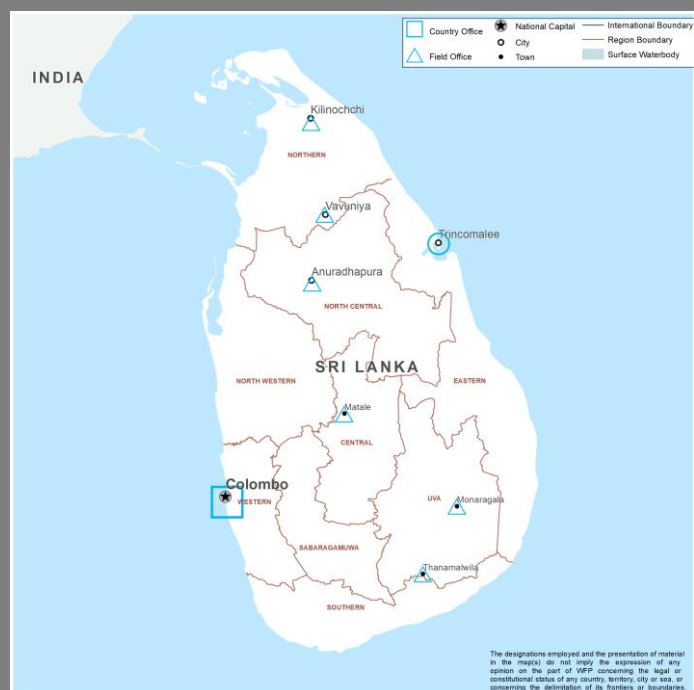 Country Office
National Capital
International Boundary
City
Region Boundary
Field Office
Town
Surface Waterbody
INDIA
Kilinochchi
NORTHERN
Vavuniya
Trincomalee
Anuradhapura
NORTH CENTRAL
SRI LANKA
NORTH WESTERN
EASTERN
Matale
CENTRAL
Colombo
WESTERN
UVA
Monaragala
SABARAGAMUWA
Thanamalwila
SOUTHERN
The designations employed and the presentation of material
in the map(s) do not imply the expression of any
opinion on the part of WFP concerning the legal or
constitutional status of any country, territory, city or sea, or
concerning the delimitation of its frontiers or boundaries.